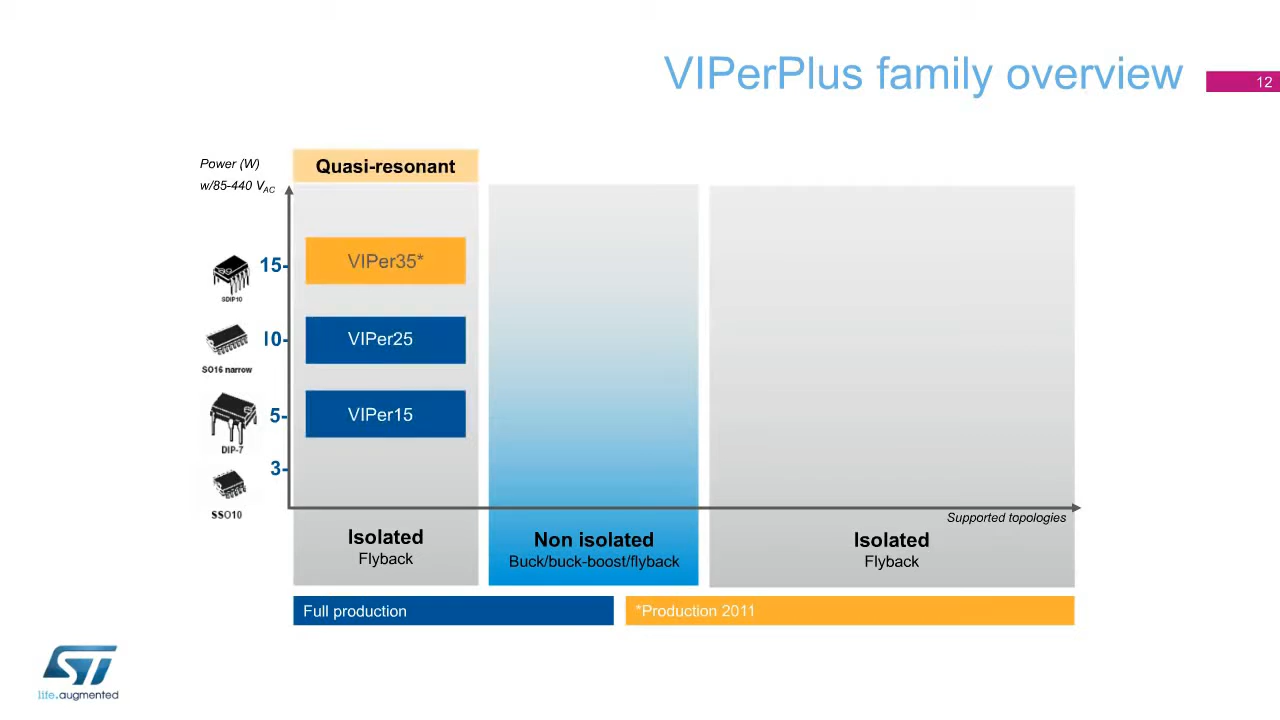 VIPerPlus family overview
12
Power (W)
w/85-440 VAC
Quasi-resonant
15-
VIPer35*
SDIP10
10-
VIPer25
SO16 narrow
5-
VIPer15
DIP-7
3-
SSO10
Supported topologies
Isolated
Flyback
Non isolated
Buck/buck-boost/flyback
Isolated
Flyback
Full production
*Production 2011
ST
life.augmented